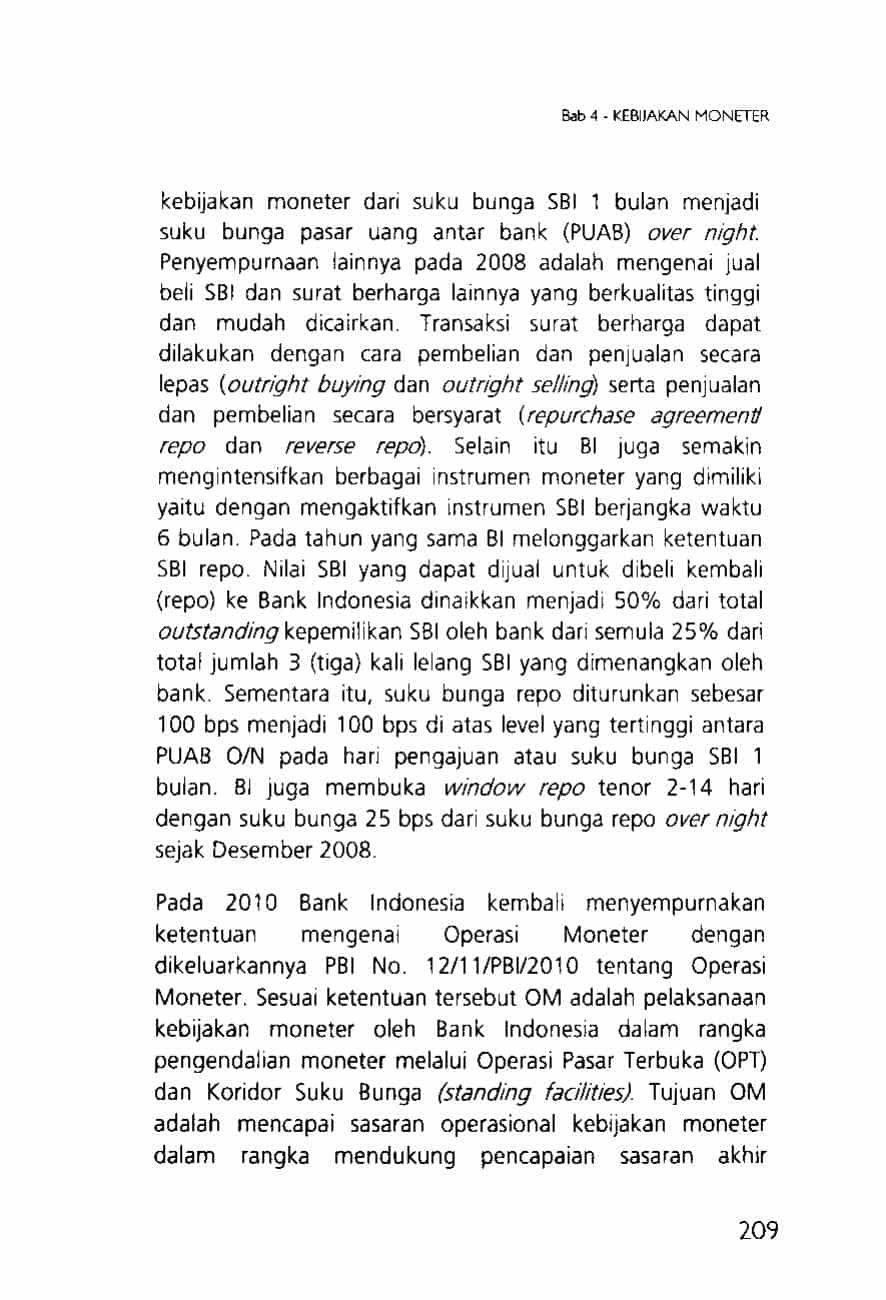 Bab 4 - KEBIJAKAN MONETER
kebijakan moneter dari suku bunga SBI 1 bulan menjadi
suku bunga pasar uang antar bank (PUAB) over night.
Penyempurnaan lainnya pada 2008 adalah mengenai jual
beli SBI dan surat berharga lainnya yang berkualitas tinggi
dan mudah dicairkan. Transaksi surat berharga dapat
dilakukan dengan cara pembelian dan penjualan secara
lepas (outright buying dan outright selling) serta penjualan
dan pembelian secara bersyarat (repurchase agreement/
repo dan reverse repo). Selain itu BI juga semakin
mengintensifkan berbagai instrumen moneter yang dimiliki
yaitu dengan mengaktifkan instrumen SBI berjangka waktu
6 bulan. Pada tahun yang sama BI melonggarkan ketentuan
SBI repo. Nilai SBI yang dapat dijual untuk dibeli kembali
(repo) ke Bank Indonesia dinaikkan menjadi 50% dari total
outstanding kepemilikan SBI oleh bank dari semula 25% dari
total jumlah 3 (tiga) kali lelang SBI yang dimenangkan oleh
bank. Sementara itu, suku bunga repo diturunkan sebesar
100 bps menjadi 100 bps di atas level yang tertinggi antara
PUAB O/N pada hari pengajuan atau suku bunga SBI 1
bulan. BI juga membuka window repo tenor 2-14 hari
dengan suku bunga 25 bps dari suku bunga repo over night
sejak Desember 2008.
Pada 2010 Bank Indonesia kembali menyempurnakan
ketentuan mengenai Operasi Moneter dengan
dikeluarkannya PBI No. 12/11/PBI/2010 tentang Operasi
Moneter. Sesuai ketentuan tersebut OM adalah pelaksanaan
kebijakan moneter oleh Bank Indonesia dalam rangka
pengendalian moneter melalui Operasi Pasar Terbuka (OPT)
dan Koridor Suku Bunga (standing facilities). Tujuan OM
adalah mencapai sasaran operasional kebijakan moneter
dalam rangka mendukung pencapaian sasaran akhir
209